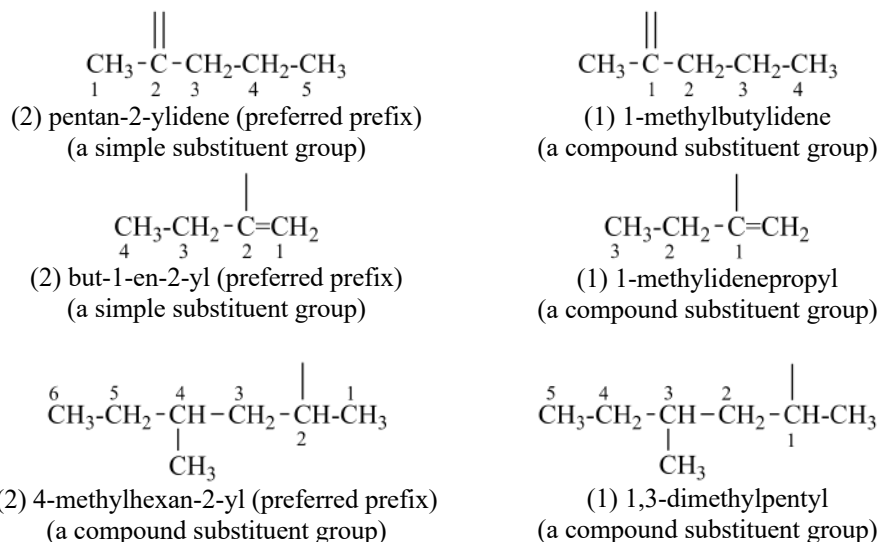 CH₃-C-CH₂-CH₂-CH₃
1 2 3 4 5
(2) pentan-2-ylidene (preferred prefix)
(a simple substituent group)
CH₃-C-CH₂-CH₂-CH₃
1 2 3 4
(1) 1-methylbutylidene
(a compound substituent group)
CH₃-CH₂-C=CH₂
4 3 2 1
(2) but-1-en-2-yl (preferred prefix)
(a simple substituent group)
CH₃-CH₂-C=CH₂
3 2 1
(1) 1-methylidenepropyl
(a compound substituent group)
6 5 4 3 1
CH₃-CH₂-CH-CH₂-CH-CH₃
2
CH₃
(2) 4-methylhexan-2-yl (preferred prefix)
(a compound substituent group)
5 4 3 2
CH₃-CH₂-CH-CH₂-CH-CH₃
1
CH₃
(1) 1,3-dimethylpentyl
(a compound substituent group)